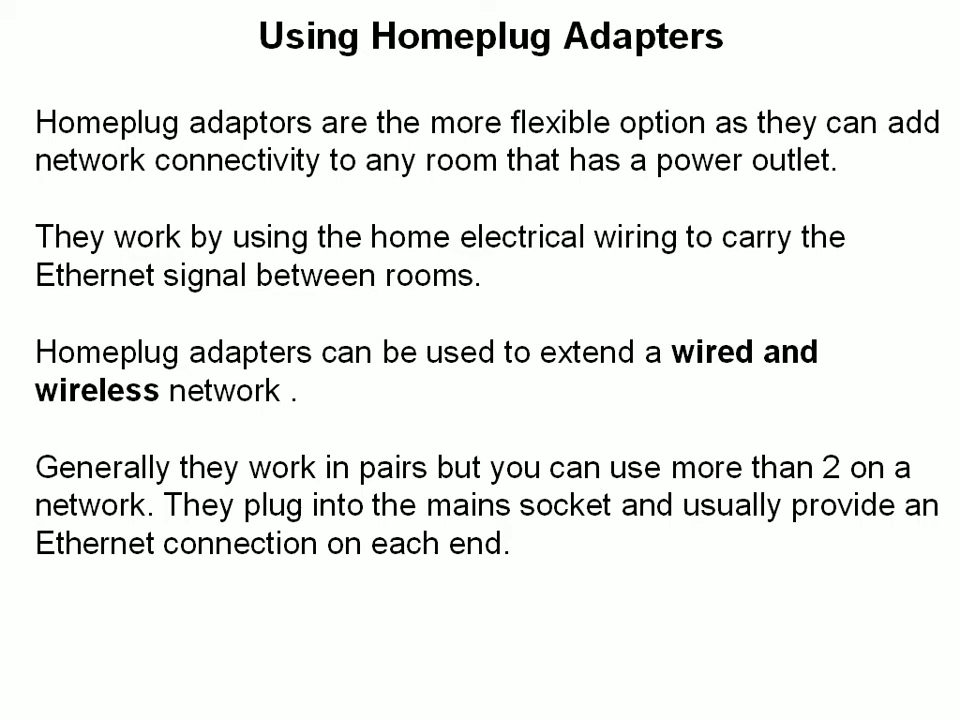 Using Homeplug Adapters
Homeplug adaptors are the more flexible option as they can add
network connectivity to any room that has a power outlet.
They work by using the home electrical wiring to carry the
Ethernet signal between rooms.
Homeplug adapters can be used to extend a wired and
wireless network .
Generally they work in pairs but you can use more than 2 on a
network. They plug into the mains socket and usually provide an
Ethernet connection on each end.